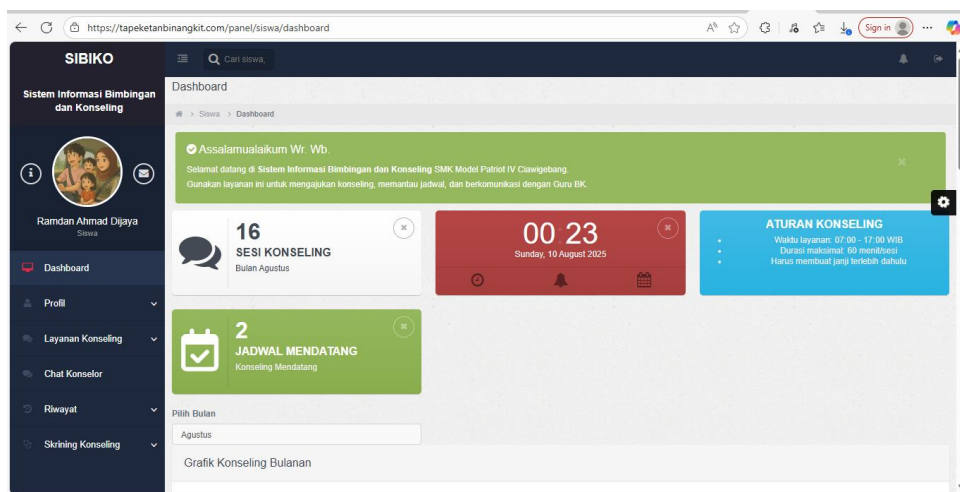 https://tapeketanbinangkit.com/panel/siswa/dashboard
Sign in
SIBIKO
Cari siswa,
Sistem Informasi Bimbingan
dan Konseling
Ramdan Ahmad Dijaya
Siswa
Dashboard
Profil
Layanan Konseling
Chat Konselor
Riwayat
Skrining Konseling
Dashboard
> Siswa > Dashboard
Assalamualaikum Wr. Wb.
Selamat datang di Sistem Informasi Bimbingan dan Konseling SMK Model Patriot IV Ciawigebang.
Gunakan layanan ini untuk mengajukan konseling, memantau jadwal, dan berkomunikasi dengan Guru BK.
16
SESI KONSELING
Bulan Agustus
00 23
Sunday, 10 August 2025
ATURAN KONSELING
Waktu layanan: 07:00 - 17:00 WIB
Durasi maksimal: 60 menit/sesi
Harus membuat janji terlebih dahulu
2
JADWAL MENDATANG
Konseling Mendatang
Pilih Bulan
Agustus
Grafik Konseling Bulanan